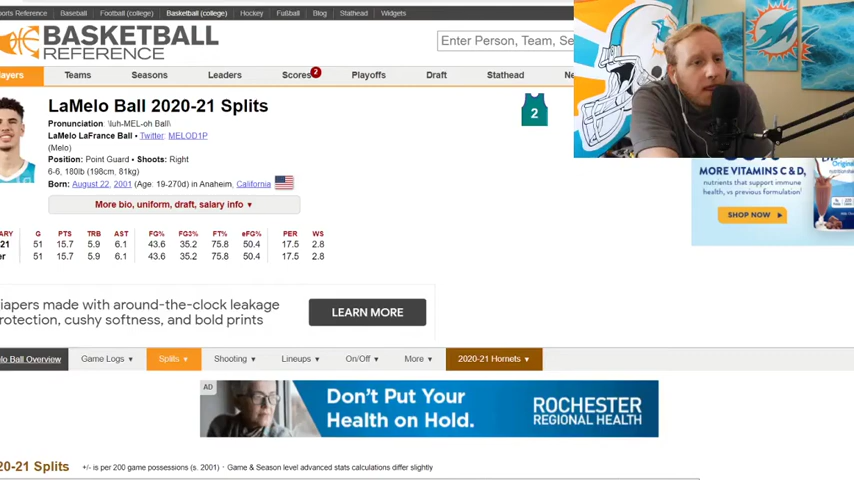 orts Reference Baseball Football (college) Basketball (college) Hockey Fußball Blog Stathead Widgets
BASKETBALL
REFERENCE
Enter Person, Team, Se
ayers Teams Seasons Leaders Scores 2 Playoffs Draft Stathead Ne
LaMelo Ball 2020-21 Splits
Pronunciation: \luh-MEL-oh Ball\
LaMelo LaFrance Ball • Twitter: MELOD1P
(Melo)
Position: Point Guard • Shoots: Right
6-6, 180lb (198cm, 81kg)
Born: August 22, 2001 (Age: 19-270d) in Anaheim, California
More bio, uniform, draft, salary info ▼
2
MORE VITAMINS C & D,
nutrients that support immune
health, vs previous formulation
SHOP NOW
ARY G PTS TRB AST FG% FG3% FT% eFG% PER WS
21 51 15.7 5.9 6.1 43.6 35.2 75.8 50.4 17.5 2.8
er 51 15.7 5.9 6.1 43.6 35.2 75.8 50.4 17.5 2.8
iapers made with around-the-clock leakage
rotection, cushy softness, and bold prints
LEARN MORE
elo Ball Overview Game Logs ▼ Splits ▼ Shooting ▼ Lineups ▼ On/Off ▼ More ▼ 2020-21 Hornets ▼
AD
Don't Put Your
Health on Hold.
ROCHESTER
REGIONAL HEALTH
20-21 Splits +/- is per 200 game possessions (s. 2001) · Game & Season level advanced stats calculations differ slightly